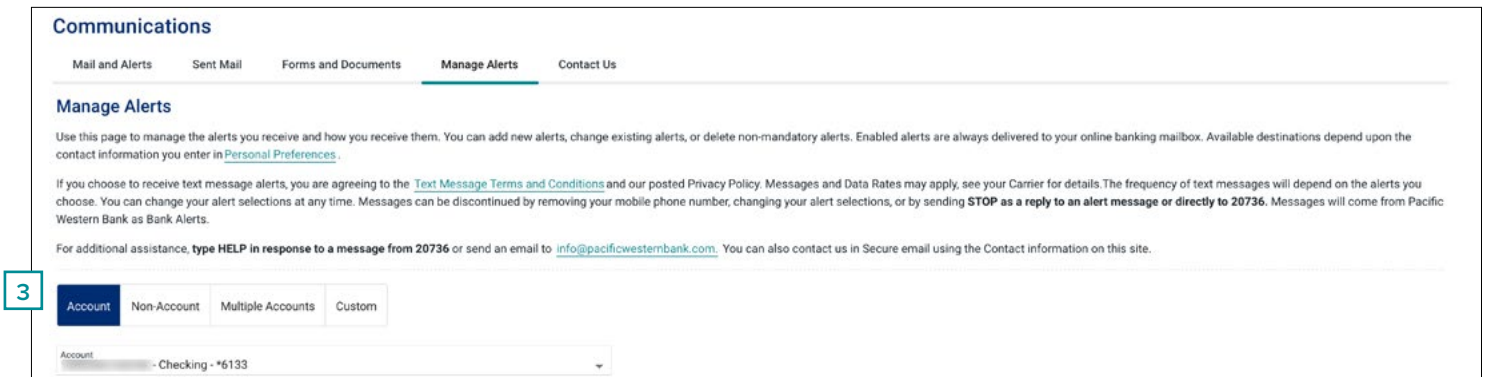 Communications
Mail and Alerts Sent Mail Forms and Documents Manage Alerts Contact Us
Manage Alerts
Use this page to manage the alerts you receive and how you receive them. You can add new alerts, change existing alerts, or delete non-mandatory alerts. Enabled alerts are always delivered to your online banking mailbox. Available destinations depend upon the
contact information you enter in Personal Preferences .
If you choose to receive text message alerts, you are agreeing to the Text Message Terms and Conditions and our posted Privacy Policy. Messages and Data Rates may apply, see your Carrier for details.The frequency of text messages will depend on the alerts you
choose. You can change your alert selections at any time. Messages can be discontinued by removing your mobile phone number, changing your alert selections, or by sending STOP as a reply to an alert message or directly to 20736. Messages will come from Pacific
Western Bank as Bank Alerts.
For additional assistance, type HELP in response to a message from 20736 or send an email to info@pacificwesternbank.com. You can also contact us in Secure email using the Contact information on this site.
3
Account Non-Account Multiple Accounts Custom
Account
- Checking - *6133